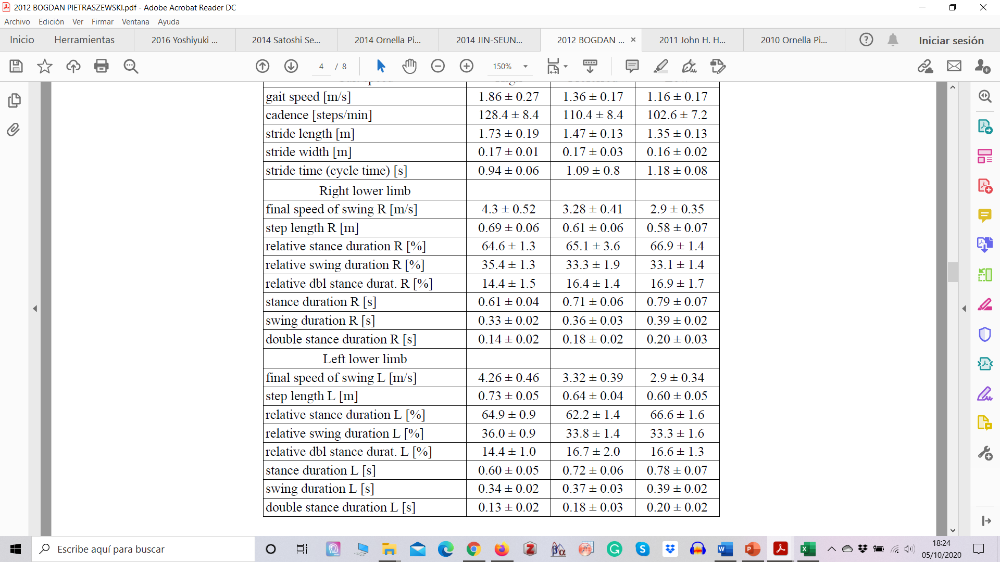 2012 BOGDAN PIETRASZEWSKI.pdf - Adobe Acrobat Reader DC
Archivo Edición Ver Firmar Ventana Ayuda
Inicio Herramientas 2016 Yoshiyuki ... 2014 Satoshi Se... 2014 Ornella Pi... 2014 JIN-SEUN... 2012 BOGDAN ... × 2011 John H. H... 2010 Ornella Pi... Iniciar sesión
4 / 8 150%
Gait speed High Preferred Low
gait speed [m/s] 1.86 ± 0.27 1.36 ± 0.17 1.16 ± 0.17
cadence [steps/min] 128.4 ± 8.4 110.4 ± 8.4 102.6 ± 7.2
stride length [m] 1.73 ± 0.19 1.47 ± 0.13 1.35 ± 0.13
stride width [m] 0.17 ± 0.01 0.17 ± 0.03 0.16 ± 0.02
stride time (cycle time) [s] 0.94 ± 0.06 1.09 ± 0.8 1.18 ± 0.08
Right lower limb
final speed of swing R [m/s] 4.3 ± 0.52 3.28 ± 0.41 2.9 ± 0.35
step length R [m] 0.69 ± 0.06 0.61 ± 0.06 0.58 ± 0.07
relative stance duration R [%] 64.6 ± 1.3 65.1 ± 3.6 66.9 ± 1.4
relative swing duration R [%] 35.4 ± 1.3 33.3 ± 1.9 33.1 ± 1.4
relative dbl stance durat. R [%] 14.4 ± 1.5 16.4 ± 1.4 16.9 ± 1.7
stance duration R [s] 0.61 ± 0.04 0.71 ± 0.06 0.79 ± 0.07
swing duration R [s] 0.33 ± 0.02 0.36 ± 0.03 0.39 ± 0.02
double stance duration R [s] 0.14 ± 0.02 0.18 ± 0.02 0.20 ± 0.03
Left lower limb
final speed of swing L [m/s] 4.26 ± 0.46 3.32 ± 0.39 2.9 ± 0.34
step length L [m] 0.73 ± 0.05 0.64 ± 0.04 0.60 ± 0.05
relative stance duration L [%] 64.9 ± 0.9 62.2 ± 1.4 66.6 ± 1.6
relative swing duration L [%] 36.0 ± 0.9 33.8 ± 1.4 33.3 ± 1.6
relative dbl stance durat. L [%] 14.4 ± 1.0 16.7 ± 2.0 16.6 ± 1.3
stance duration L [s] 0.60 ± 0.05 0.72 ± 0.06 0.78 ± 0.07
swing duration L [s] 0.34 ± 0.02 0.37 ± 0.03 0.39 ± 0.02
double stance duration L [s] 0.13 ± 0.02 0.18 ± 0.03 0.20 ± 0.02
Escribe aquí para buscar
18:24
05/10/2020